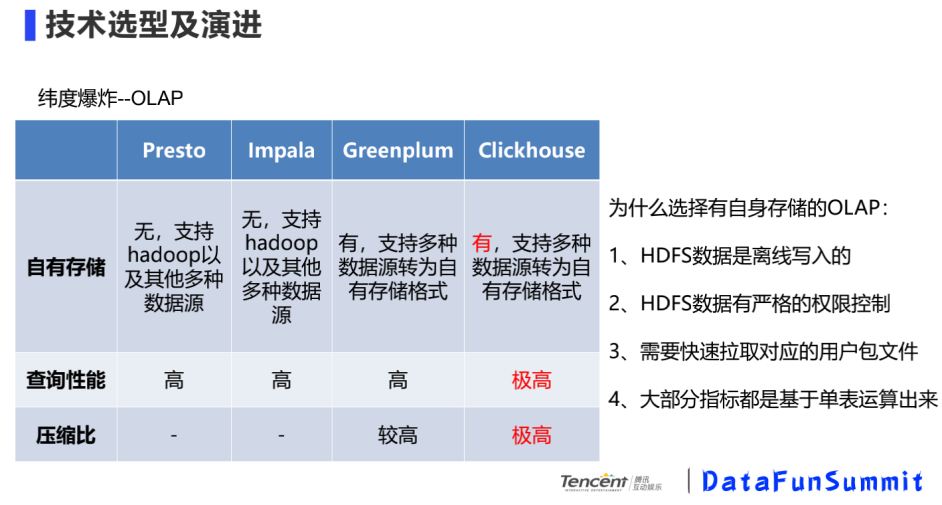 技术选型及演进
纬度爆炸--OLAP
Presto
Impala
Greenplum
Clickhouse
自有存储
无，支持
hadoop以
及其他多种
数据源
无，支持
hadoop
以及其他
多种数据
源
有，支持多种
数据源转为自
有存储格式
有，支持多种
数据源转为自
有存储格式
查询性能
高
高
高
极高
压缩比
-
-
较高
极高
为什么选择有自身存储的OLAP：
1、HDFS数据是离线写入的
2、HDFS数据有严格的权限控制
3、需要快速拉取对应的用户包文件
4、大部分指标都是基于单表运算出来
Tencent
INTERACTIVE ENTERTAINMENT
腾讯
互动娱乐
DataFunSummit